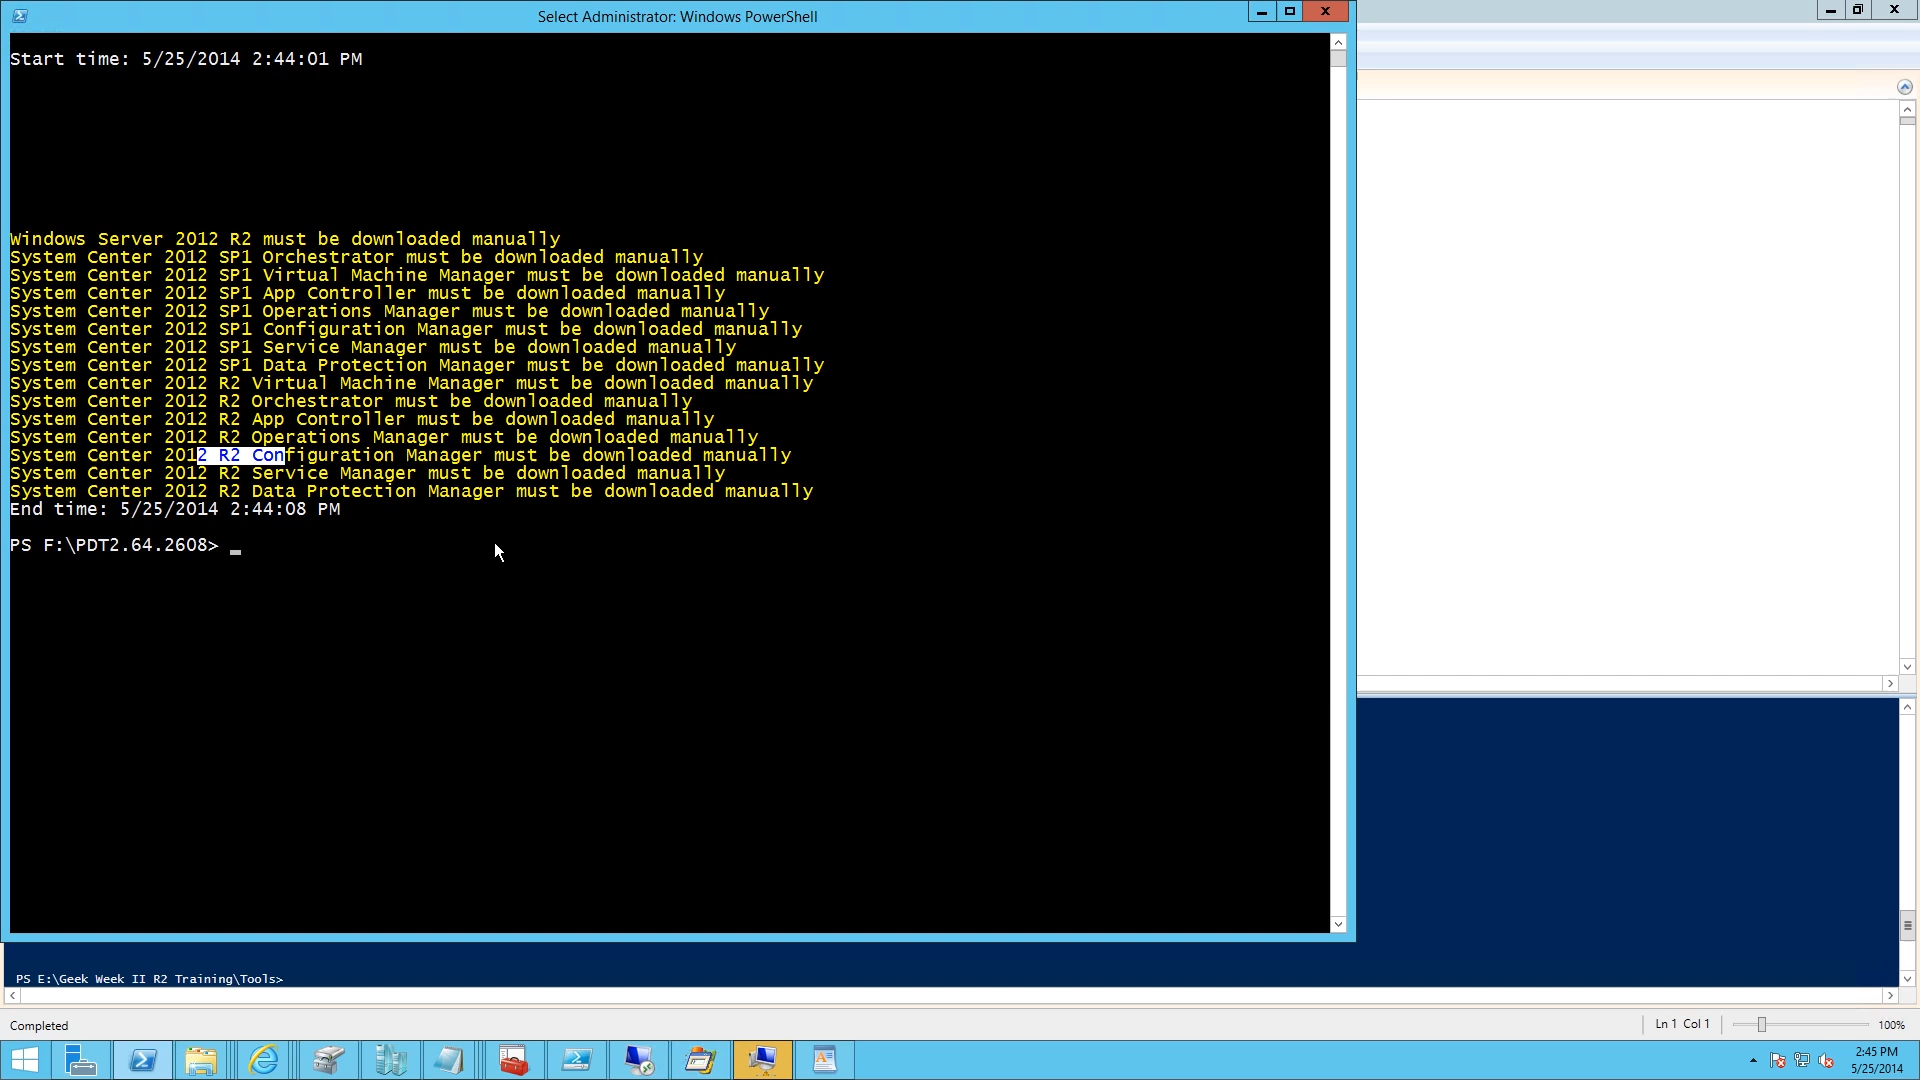 Select Administrator: Windows PowerShell
Start time: 5/25/2014 2:44:01 PM
Windows Server 2012 R2 must be downloaded manually
System Center 2012 SP1 Orchestrator must be downloaded manually
System Center 2012 SP1 Virtual Machine Manager must be downloaded manually
System Center 2012 SP1 App Controller must be downloaded manually
System Center 2012 SP1 Operations Manager must be downloaded manually
System Center 2012 SP1 Configuration Manager must be downloaded manually
System Center 2012 SP1 Service Manager must be downloaded manually
System Center 2012 SP1 Data Protection Manager must be downloaded manually
System Center 2012 R2 Virtual Machine Manager must be downloaded manually
System Center 2012 R2 Orchestrator must be downloaded manually
System Center 2012 R2 App Controller must be downloaded manually
System Center 2012 R2 Operations Manager must be downloaded manually
System Center 2012 R2 Configuration Manager must be downloaded manually
System Center 2012 R2 Service Manager must be downloaded manually
System Center 2012 R2 Data Protection Manager must be downloaded manually
End time: 5/25/2014 2:44:08 PM
PS F:\PDT2.64.2608> _
PS E:\Geek Week II R2 Training\Tools>
Completed
Ln 1 Col 1
100%
2:45 PM
5/25/2014